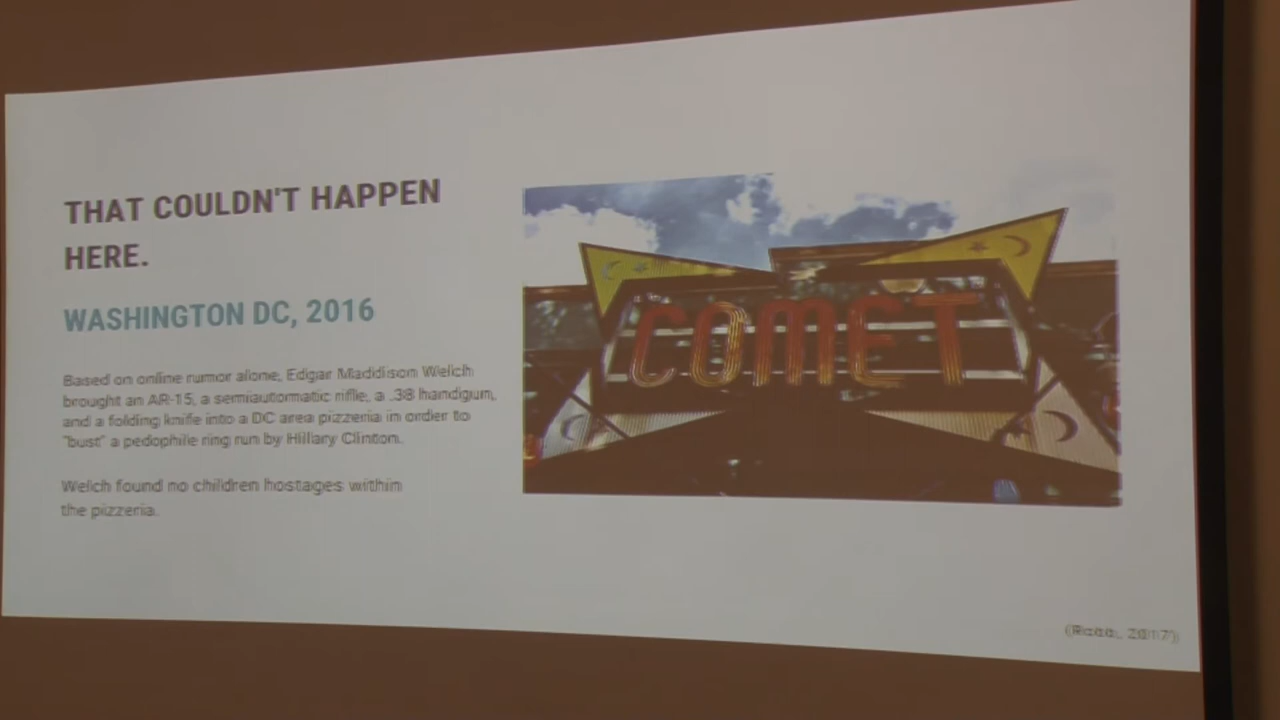 THAT COULDN'T HAPPEN
HERE.
WASHINGTON DC, 2016
Based on online rumor alone, Edgar Maddison Welch
brought an AR-15, a semiautomatic rifle, a .38 handgun,
and a folding knife into a DC area pizzeria in order to
"bust" a pedophile ring run by Hillary Clinton.
Welch found no children hostages within
the pizzeria.
COMET
(Robb, 2017)